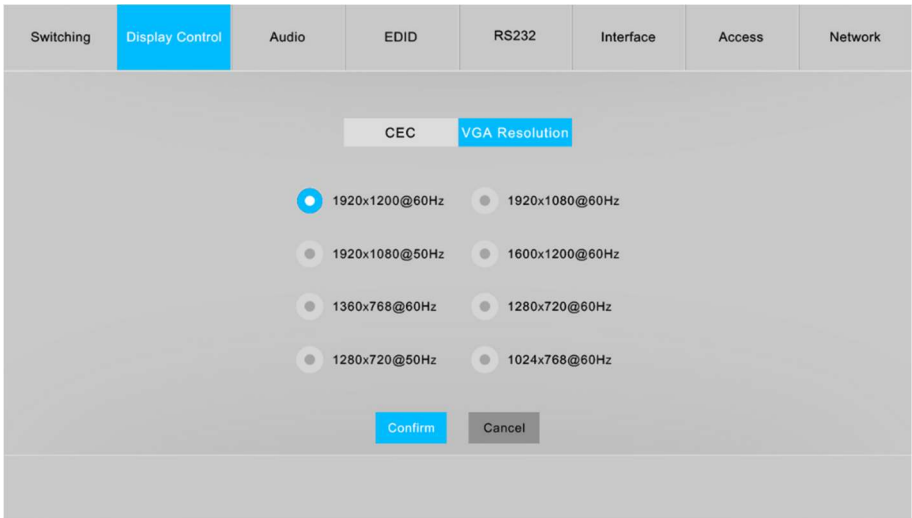 Switching Display Control Audio EDID RS232 Interface Access Network
CEC VGA Resolution
1920x1200@60Hz 1920x1080@60Hz
1920x1080@50Hz 1600x1200@60Hz
1360x768@60Hz 1280x720@60Hz
1280x720@50Hz 1024x768@60Hz
Confirm Cancel